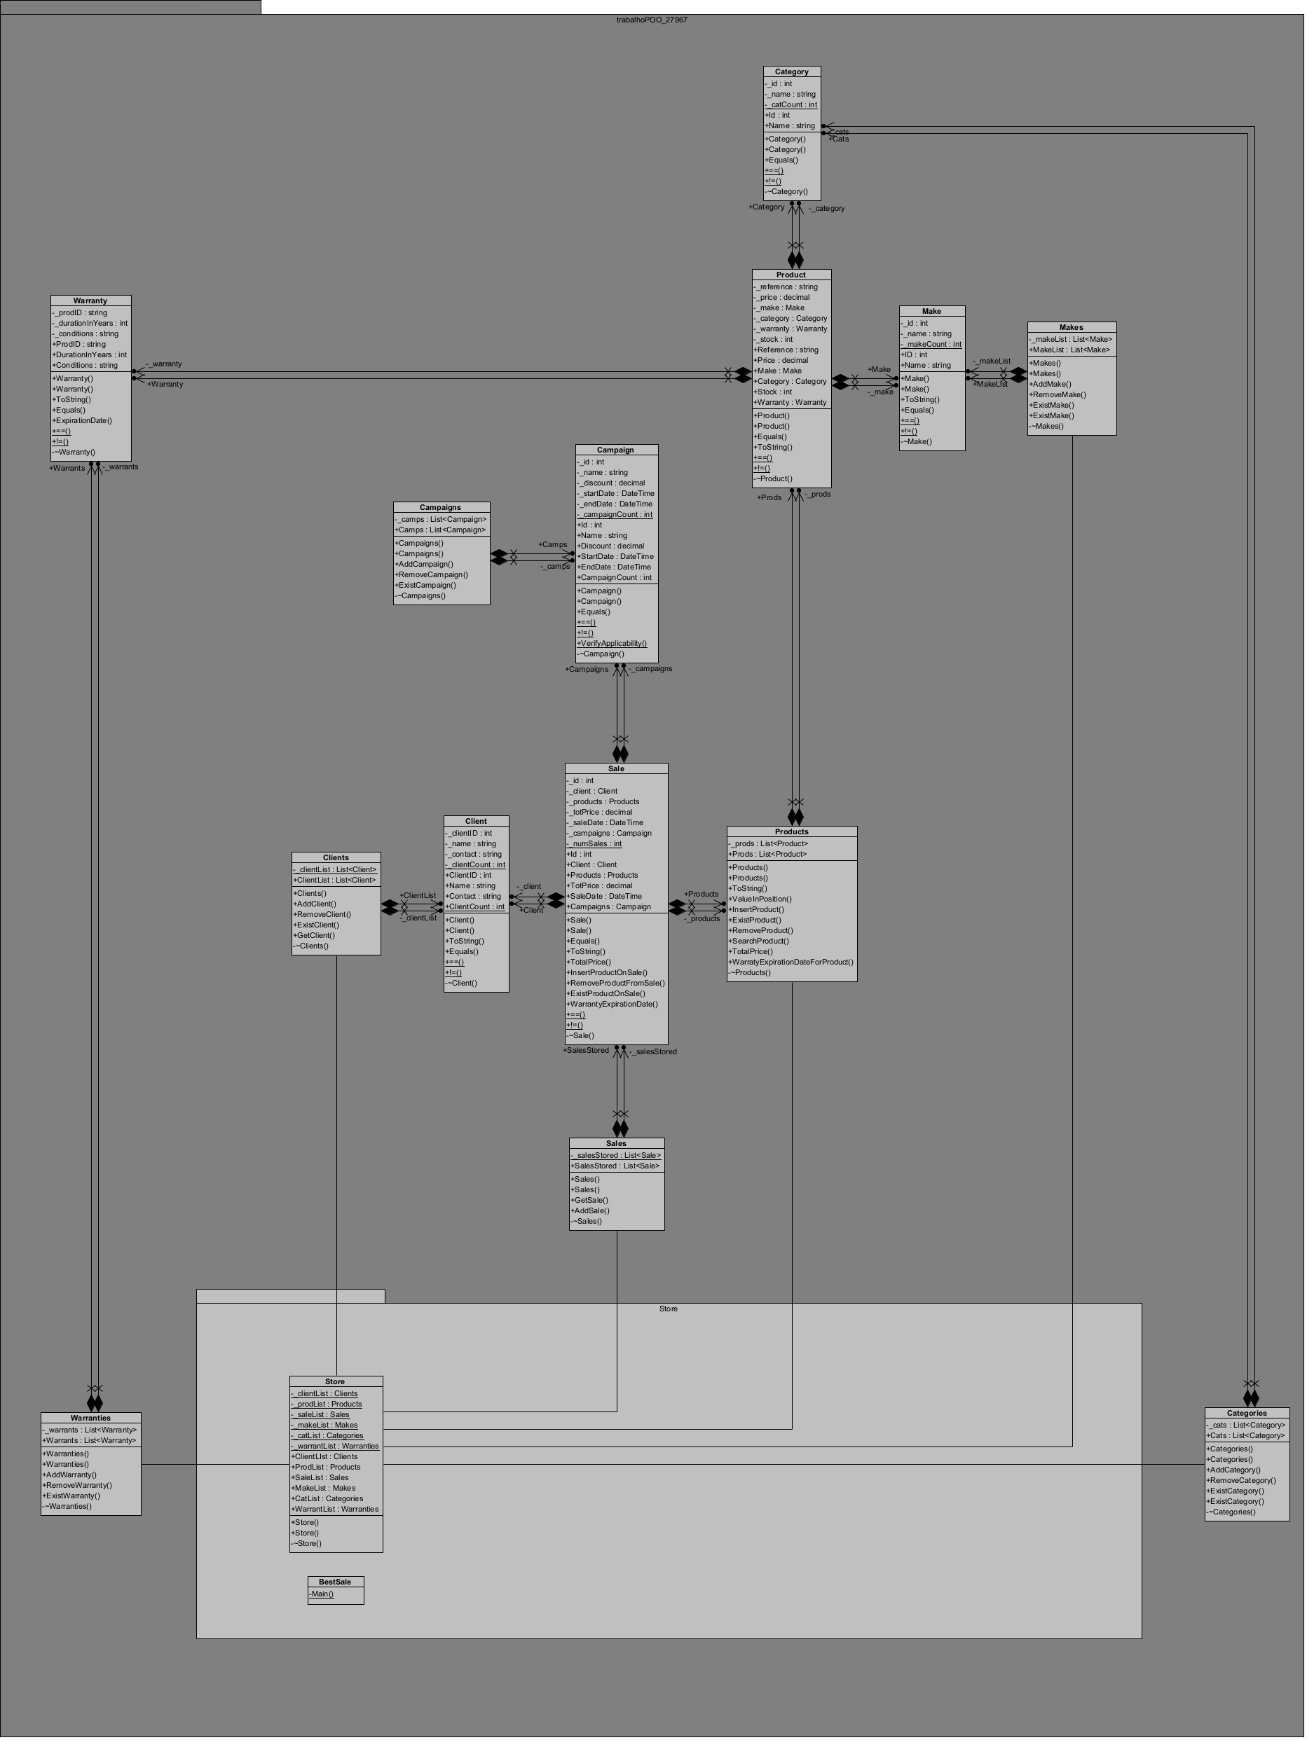 trabalhoPOO_27967
Category
-_id : int
-_name : string
-_catCount : int
+Id : int
+Name : string
+Category()
+Category()
+Equals()
+==()
+!=()
-~Category()
-_cats
+Cats
+Category
-_category
Product
-_reference : string
-_price : decimal
-_make : Make
-_category : Category
-_warranty : Warranty
-_stock : int
+Reference : string
+Price : decimal
+Make : Make
+Category : Category
+Stock : int
+Warranty : Warranty
+Product()
+Product()
+Equals()
+ToString()
+==()
+!=()
-~Product()
Warranty
-_prodID : string
-_durationInYears : int
-_conditions : string
+ProdID : string
+DurationInYears : int
+Conditions : string
+Warranty()
+Warranty()
+ToString()
+Equals()
+ExpirationDate()
+==()
+!=()
-~Warranty()
-_warranty
+Warranty
+Warrants
-_warrants
Make
-_id : int
-_name : string
-_makeCount : int
+ID : int
+Name : string
+Make()
+Make()
+ToString()
+Equals()
+==()
+!=()
-~Make()
+Make
-_make
Makes
-_makeList : List<Make>
+MakeList : List<Make>
+Makes()
+Makes()
+AddMake()
+RemoveMake()
+ExistMake()
+ExistMake()
-~Makes()
-_makeList
+MakeList
Campaign
-_id : int
-_name : string
-_discount : decimal
-_startDate : DateTime
-_endDate : DateTime
-_campaignCount : int
+Id : int
+Name : string
+Discount : decimal
+StartDate : DateTime
+EndDate : DateTime
+CampaignCount : int
+Campaign()
+Campaign()
+Equals()
+==()
+!=()
+VerifyApplicability()
-~Campaign()
Campaigns
-_camps : List<Campaign>
+Camps : List<Campaign>
+Campaigns()
+Campaigns()
+AddCampaign()
+RemoveCampaign()
+ExistCampaign()
-~Campaigns()
+Camps
-_camps
+Prods
-_prods
+Campaigns
-_campaigns
Sale
-_id : int
-_client : Client
-_products : Products
-_totPrice : decimal
-_saleDate : DateTime
-_campaigns : Campaign
-_numSales : int
+Id : int
+Client : Client
+Products : Products
+TotPrice : decimal
+SaleDate : DateTime
+Campaigns : Campaign
+Sale()
+Sale()
+Equals()
+ToString()
+TotalPrice()
+InsertProductOnSale()
+RemoveProductFromSale()
+ExistProductOnSale()
+WarrantyExpirationDate()
+==()
+!=()
-~Sale()
Client
-_clientID : int
-_name : string
-_contact : string
-_clientCount : int
+ClientID : int
+Name : string
+Contact : string
+ClientCount : int
+Client()
+Client()
+ToString()
+Equals()
+==()
+!=()
-~Client()
-_client
+Client
Clients
-_clientList : List<Client>
+ClientList : List<Client>
+Clients()
+AddClient()
+RemoveClient()
+ExistClient()
+GetClient()
-~Clients()
+ClientList
-_clientList
Products
-_prods : List<Product>
+Prods : List<Product>
+Products()
+Products()
+ToString()
+ValueInPosition()
+InsertProduct()
+ExistProduct()
+RemoveProduct()
+SearchProduct()
+TotalPrice()
+WarratyExpirationDateForProduct()
-~Products()
+Products
-_products
+SalesStored
-_salesStored
Sales
-_salesStored : List<Sale>
+SalesStored : List<Sale>
+Sales()
+Sales()
+GetSale()
+AddSale()
-~Sales()
Store
Store
-_clientList : Clients
-_prodList : Products
-_saleList : Sales
-_makeList : Makes
-_catList : Categories
-_warrantList : Warranties
+ClientList : Clients
+ProdList : Products
+SaleList : Sales
+MakeList : Makes
+CatList : Categories
+WarrantList : Warranties
+Store()
+Store()
-~Store()
Warranties
-_warrants : List<Warranty>
+Warrants : List<Warranty>
+Warranties()
+Warranties()
+AddWarranty()
+RemoveWarranty()
+ExistWarranty()
-~Warranties()
Categories
-_cats : List<Category>
+Cats : List<Category>
+Categories()
+Categories()
+AddCategory()
+RemoveCategory()
+ExistCategory()
+ExistCategory()
-~Categories()
BestSale
-Main()